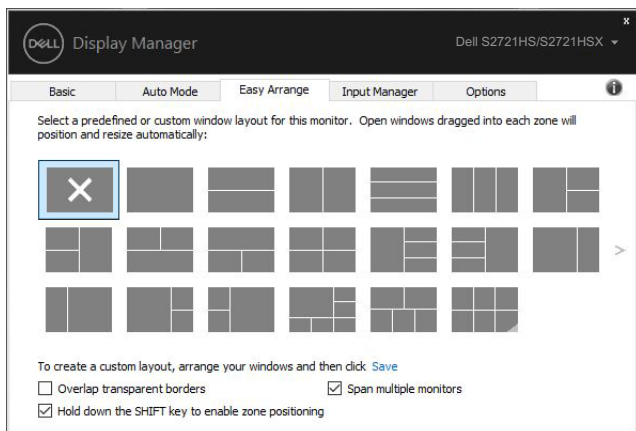 x
DELL Display Manager Dell S2721HS/S2721HSX
Basic Auto Mode Easy Arrange Input Manager Options
Select a predefined or custom window layout for this monitor. Open windows dragged into each zone will
position and resize automatically:
To create a custom layout, arrange your windows and then click Save
Overlap transparent borders Span multiple monitors
Hold down the SHIFT key to enable zone positioning